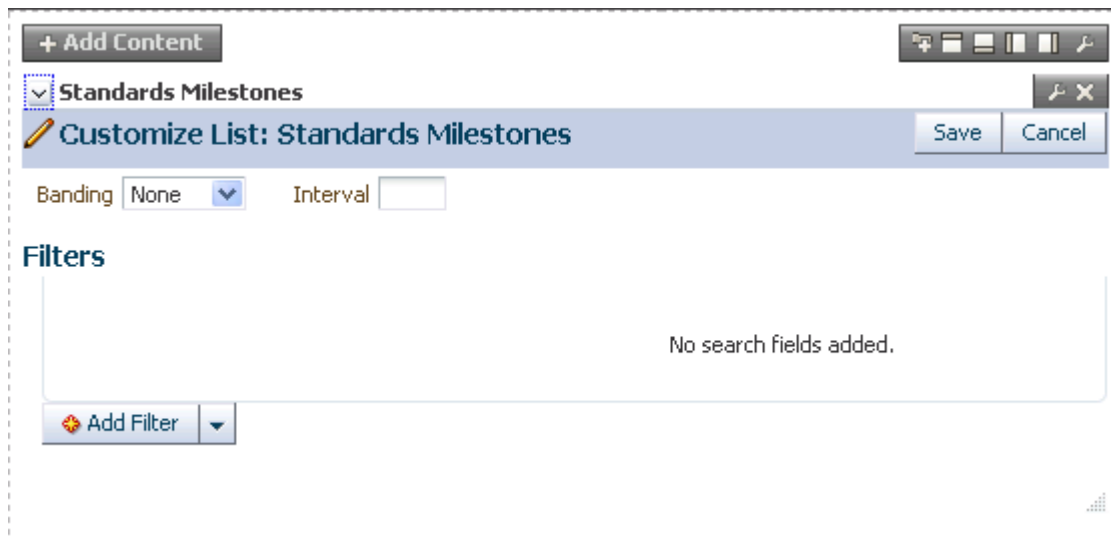 + Add Content
Standards Milestones
Customize List: Standards Milestones Save Cancel
Banding None Interval
Filters
No search fields added.
Add Filter